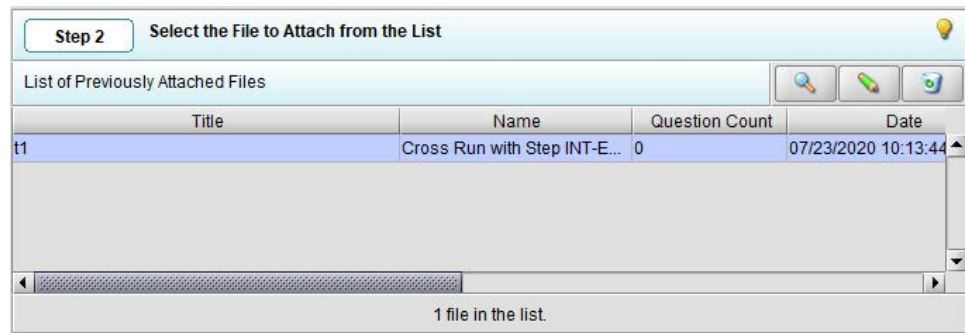 Step 2 Select the File to Attach from the List
List of Previously Attached Files
Title Name Question Count Date
t1 Cross Run with Step INT-E... 0 07/23/2020 10:13:44
1 file in the list.